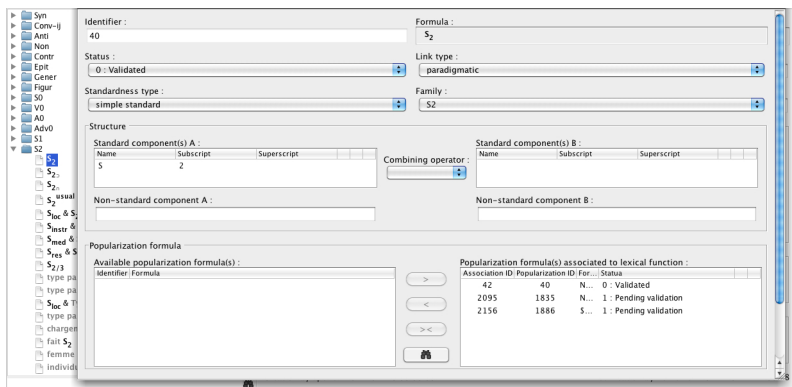 Syn
Conv-ij
Anti
Non
Contr
Epit
Gener
Figur
S0
V0
A0
Adv0
S1
S2
S2
S2⊃
S2∩
S2usual
Sloc & S
Sinstr &
Smed &
Sres & S
S2/3
type pa
type pa
Sloc & T
type pa
chargem
fait S2
femme
individu
Identifier :
40
Formula :
S2
Status :
0 : Validated
Link type :
paradigmatic
Standardness type :
simple standard
Family :
S2
Structure
Standard component(s) A :
Name Subscript Superscript
S 2
Combining operator :
Standard component(s) B :
Name Subscript Superscript
Non-standard component A :
Non-standard component B :
Popularization formula
Available popularization formula(s) :
Identifier Formula
>
<
><
Popularization formula(s) associated to lexical function :
Association ID Popularization ID For... Status
42 40 N... 0 : Validated
2095 1835 N... 1 : Pending validation
2156 1886 S... 1 : Pending validation
8